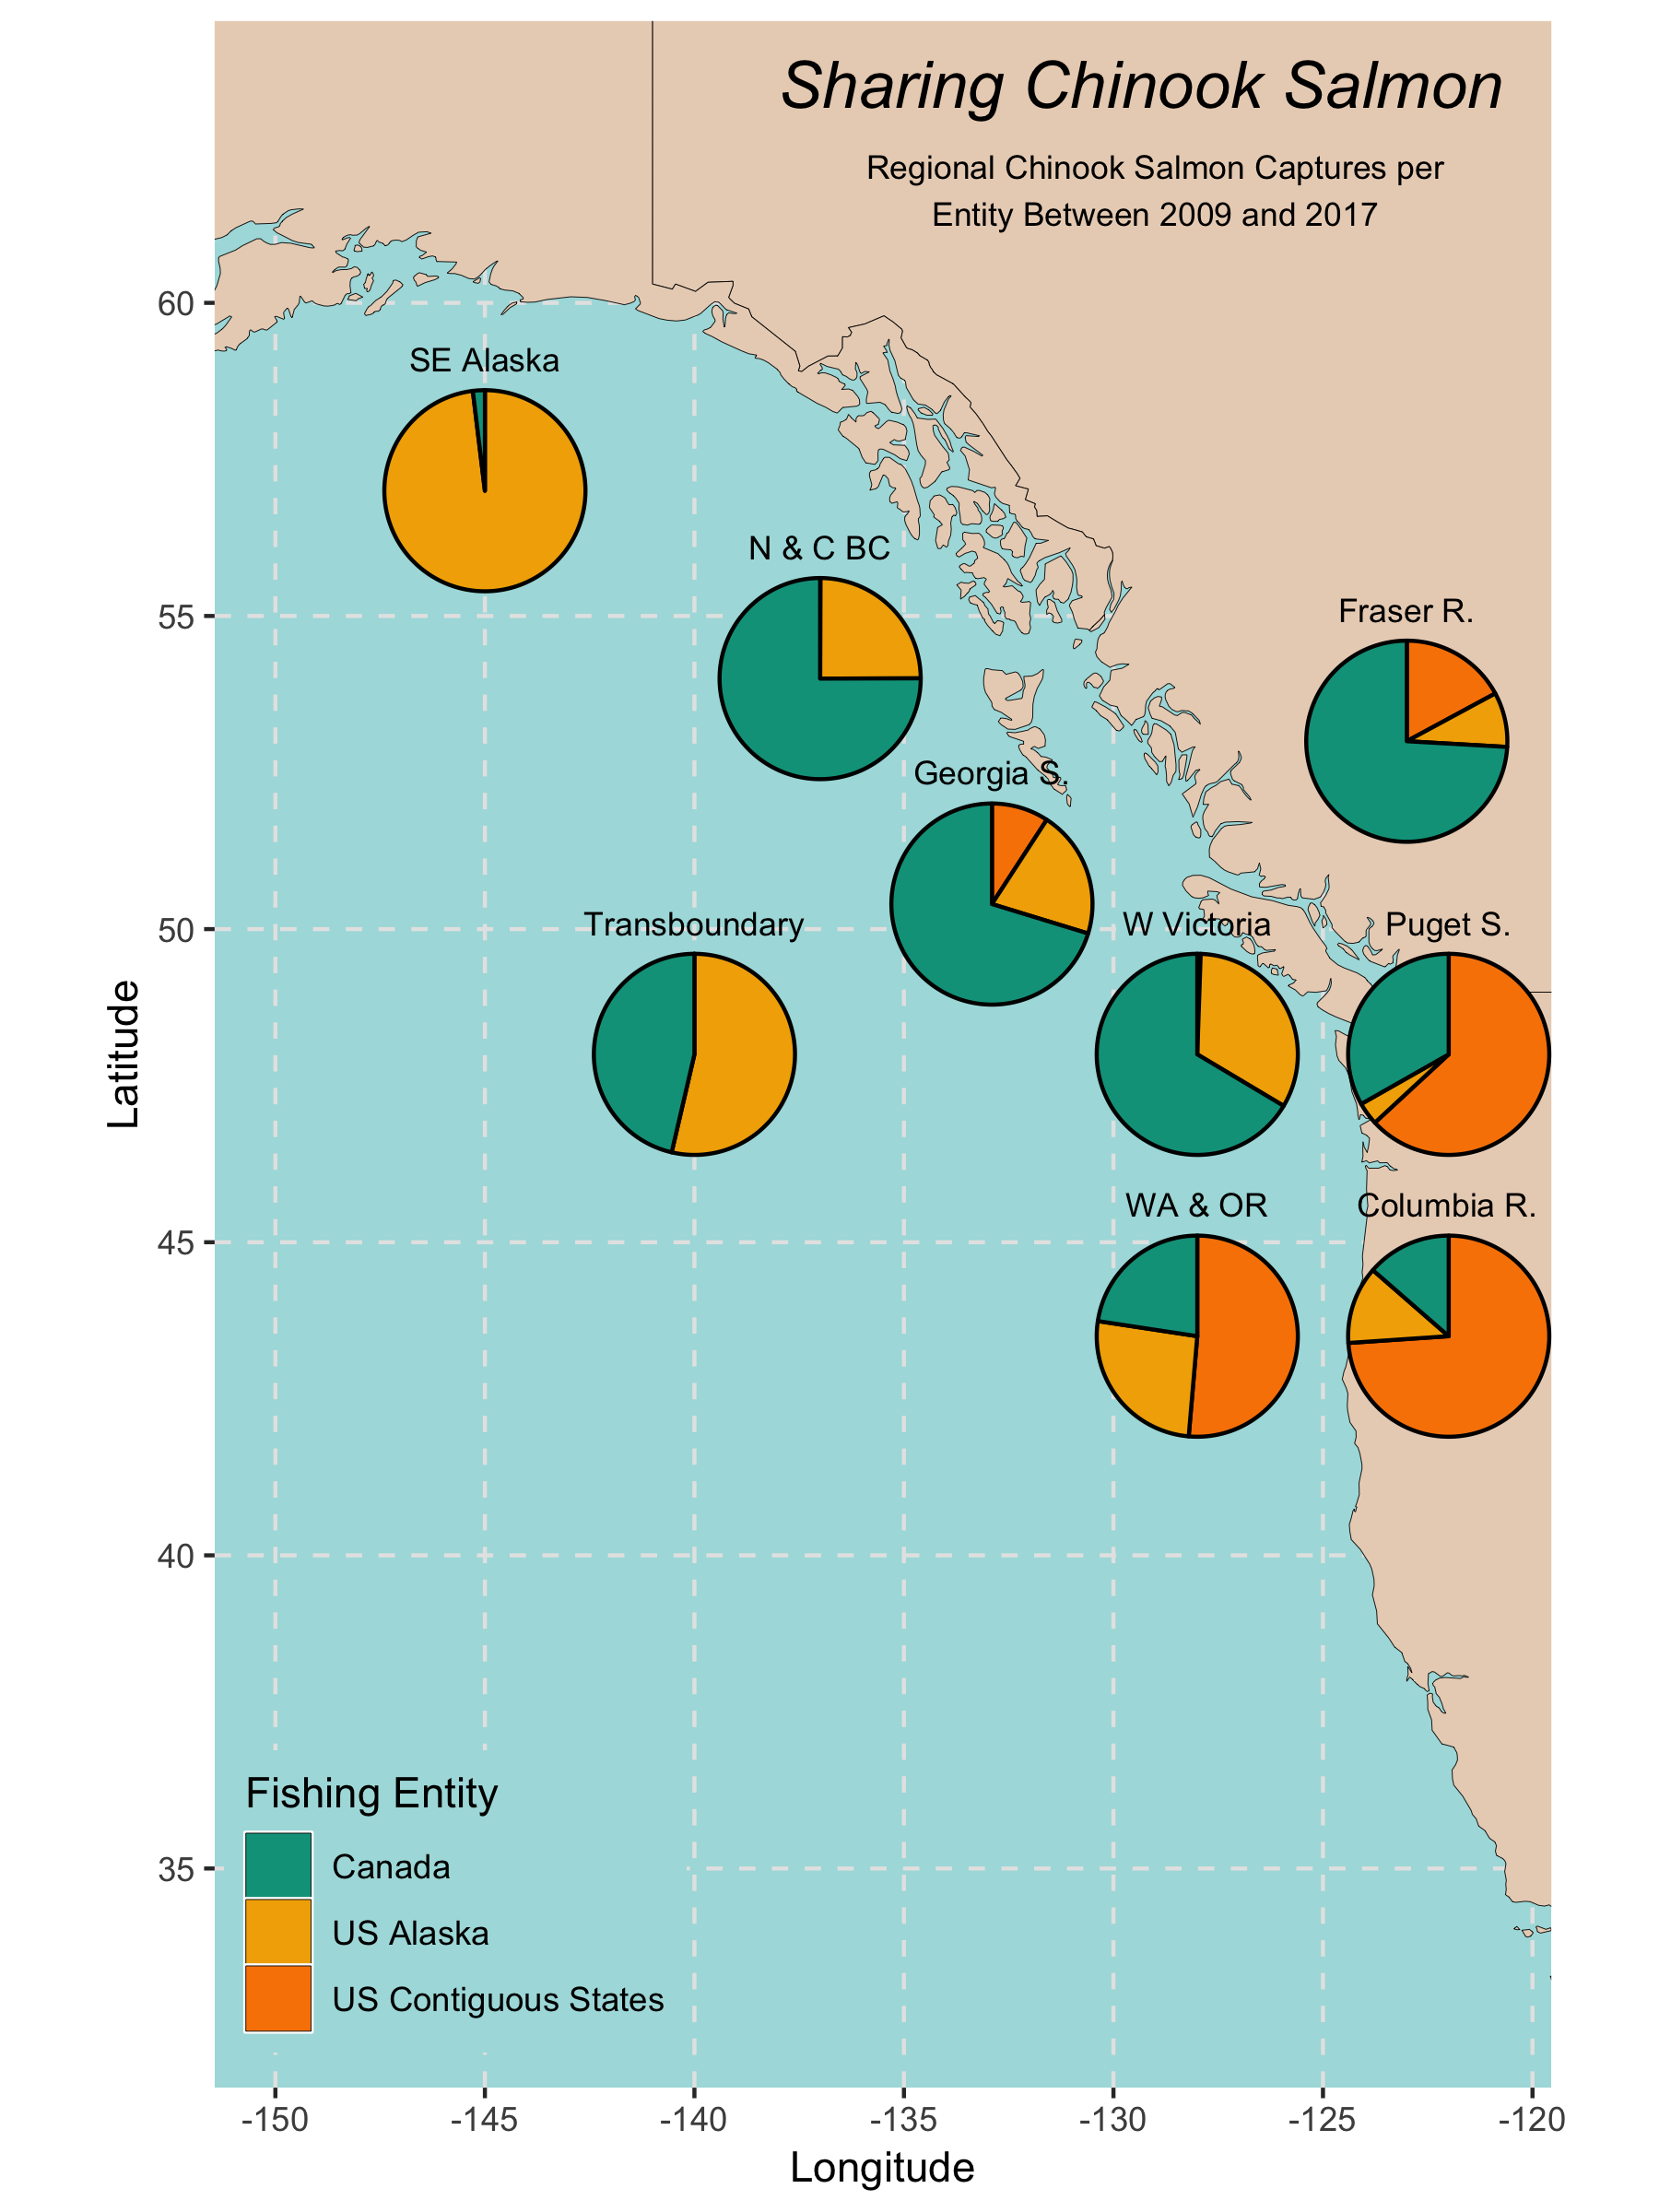 Sharing Chinook Salmon
Regional Chinook Salmon Captures per
Entity Between 2009 and 2017
60
SE Alaska
N & C BC
55
Fraser R.
Georgia S.
50
Transboundary
W Victoria
Puget S.
Latitude
WA & OR
Columbia R.
45
40
Fishing Entity
35
Canada
US Alaska
US Contiguous States
-150
-145
-140
-135
-130
-125
-120
Longitude